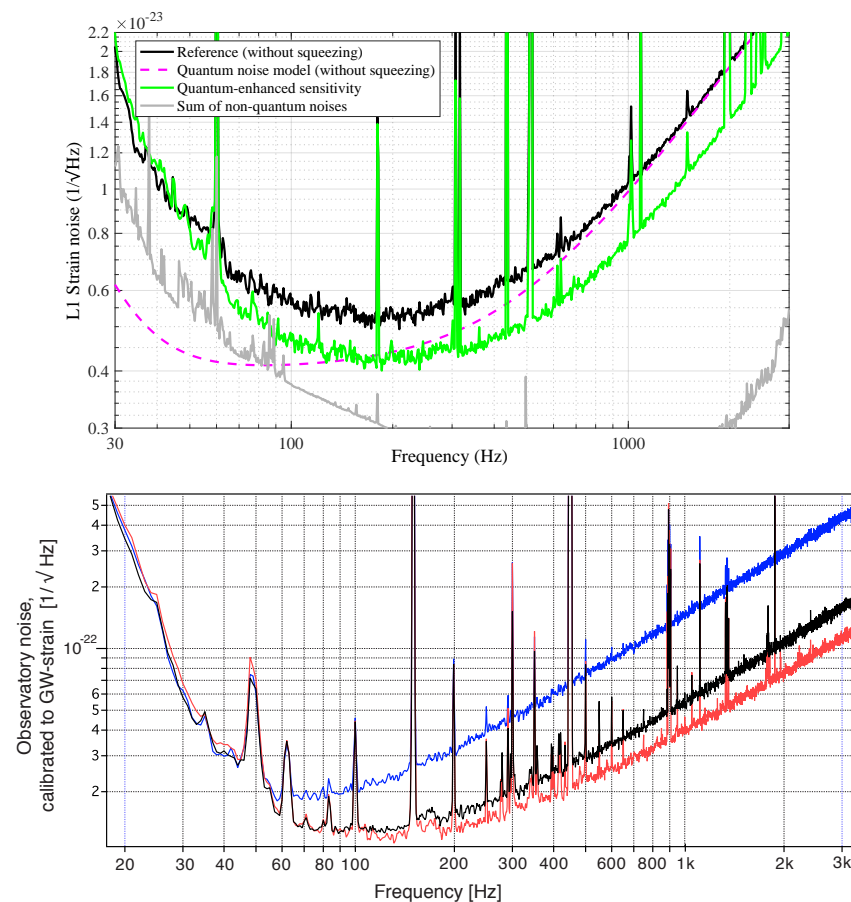 ×10⁻²³
2.2
2
1.8
1.6
1.4
1.2
1
0.8
0.6
0.4
0.3
L1 Strain noise (1/√Hz)
Reference (without squeezing)
Quantum noise model (without squeezing)
Quantum-enhanced sensitivity
Sum of non-quantum noises
30 100 1000
Frequency (Hz)
5
4
3
2
10⁻²²
8
6
5
4
3
2
Observatory noise,
calibrated to GW-strain [1/√Hz]
20 30 40 60 80 100 200 300 400 600 800 1k 2k 3k
Frequency [Hz]